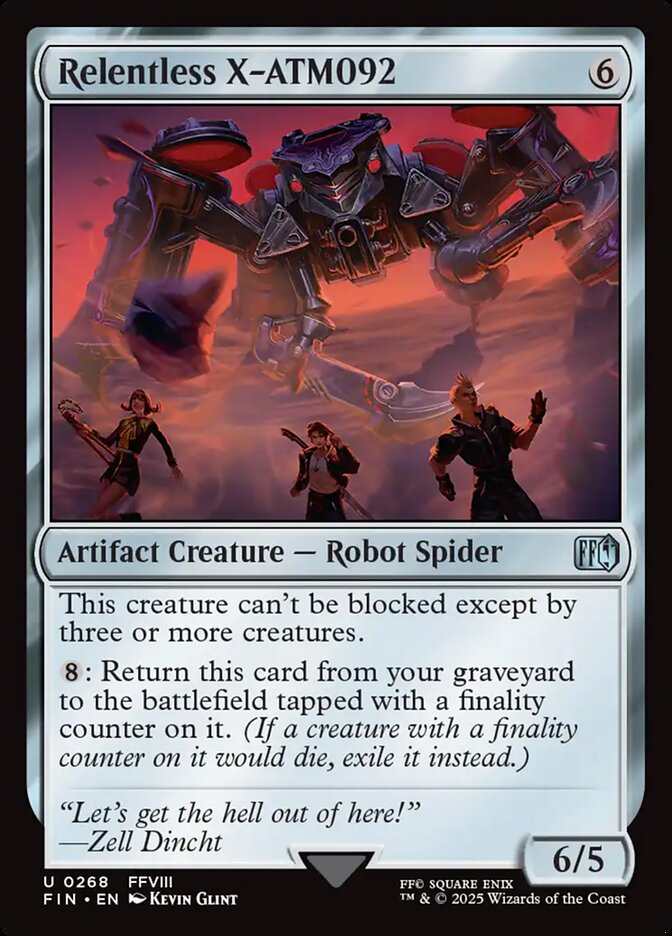 Relentless X-ATM092 6
Artifact Creature — Robot Spider FF
This creature can't be blocked except by
three or more creatures.
8: Return this card from your graveyard
to the battlefield tapped with a finality
counter on it. (If a creature with a finality
counter on it would die, exile it instead.)
“Let's get the hell out of here!”
—Zell Dincht
6/5
U 0268 FFVIII
FIN • EN Kevin Glint
FF© SQUARE ENIX
™ & © 2025 Wizards of the Coast